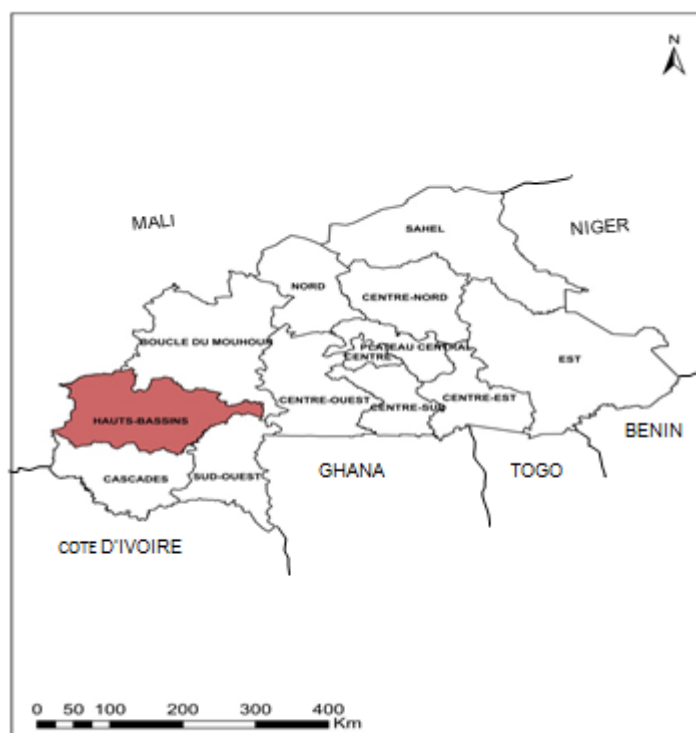 N
MALI
NIGER
SAHEL
NORD
CENTRE-NORD
BOUCLE DU MOUHOUR
PLATEAU CENTRAL
CENTRE
EST
CENTRE-OUEST
CENTRE-EST
CENTRE-SUD
HAUTS-BASSINS
BENIN
GHANA
TOGO
CASCADES
SUD-OUEST
COTE D'IVOIRE
0 50 100 200 300 400
Km